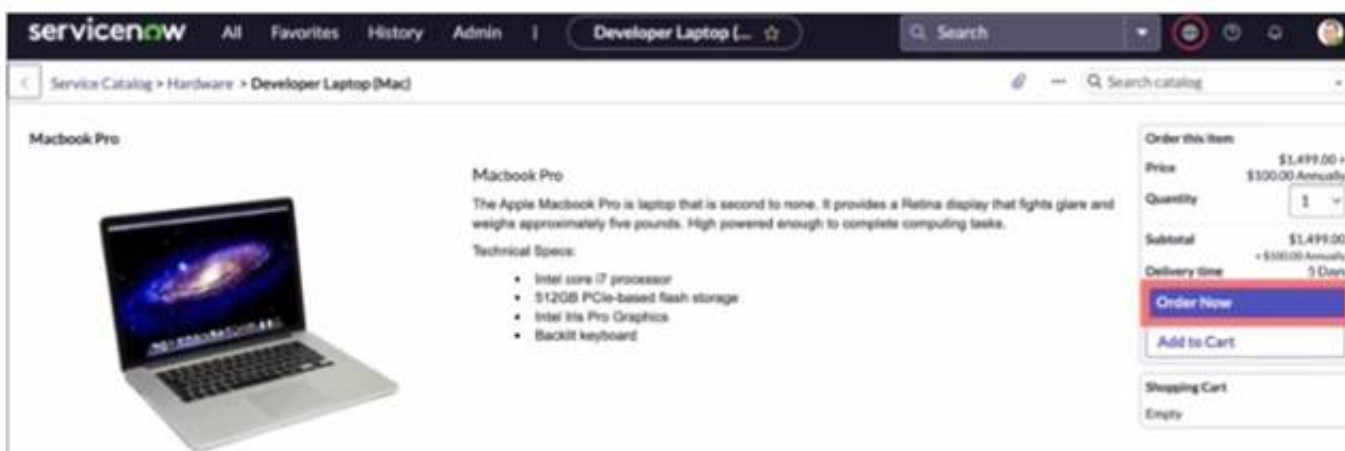 servicenow All Favorites History Admin Developer Laptop (... Search
Service Catalog > Hardware > Developer Laptop (Mac) Search catalog
Macbook Pro
Order this Item
Price $1,499.00 +
$100.00 Annually
Quantity 1
Subtotal $1,499.00
+ $100.00 Annually
Delivery time 5 Days
Order Now
Add to Cart
Shopping Cart
Empty
Macbook Pro
The Apple Macbook Pro is laptop that is second to none. It provides a Retina display that fights glare and
weighs approximately five pounds. High powered enough to complete computing tasks.
Technical Specs:
Intel core i7 processor
512GB PCIe-based flash storage
Intel Iris Pro Graphics
Backlit keyboard